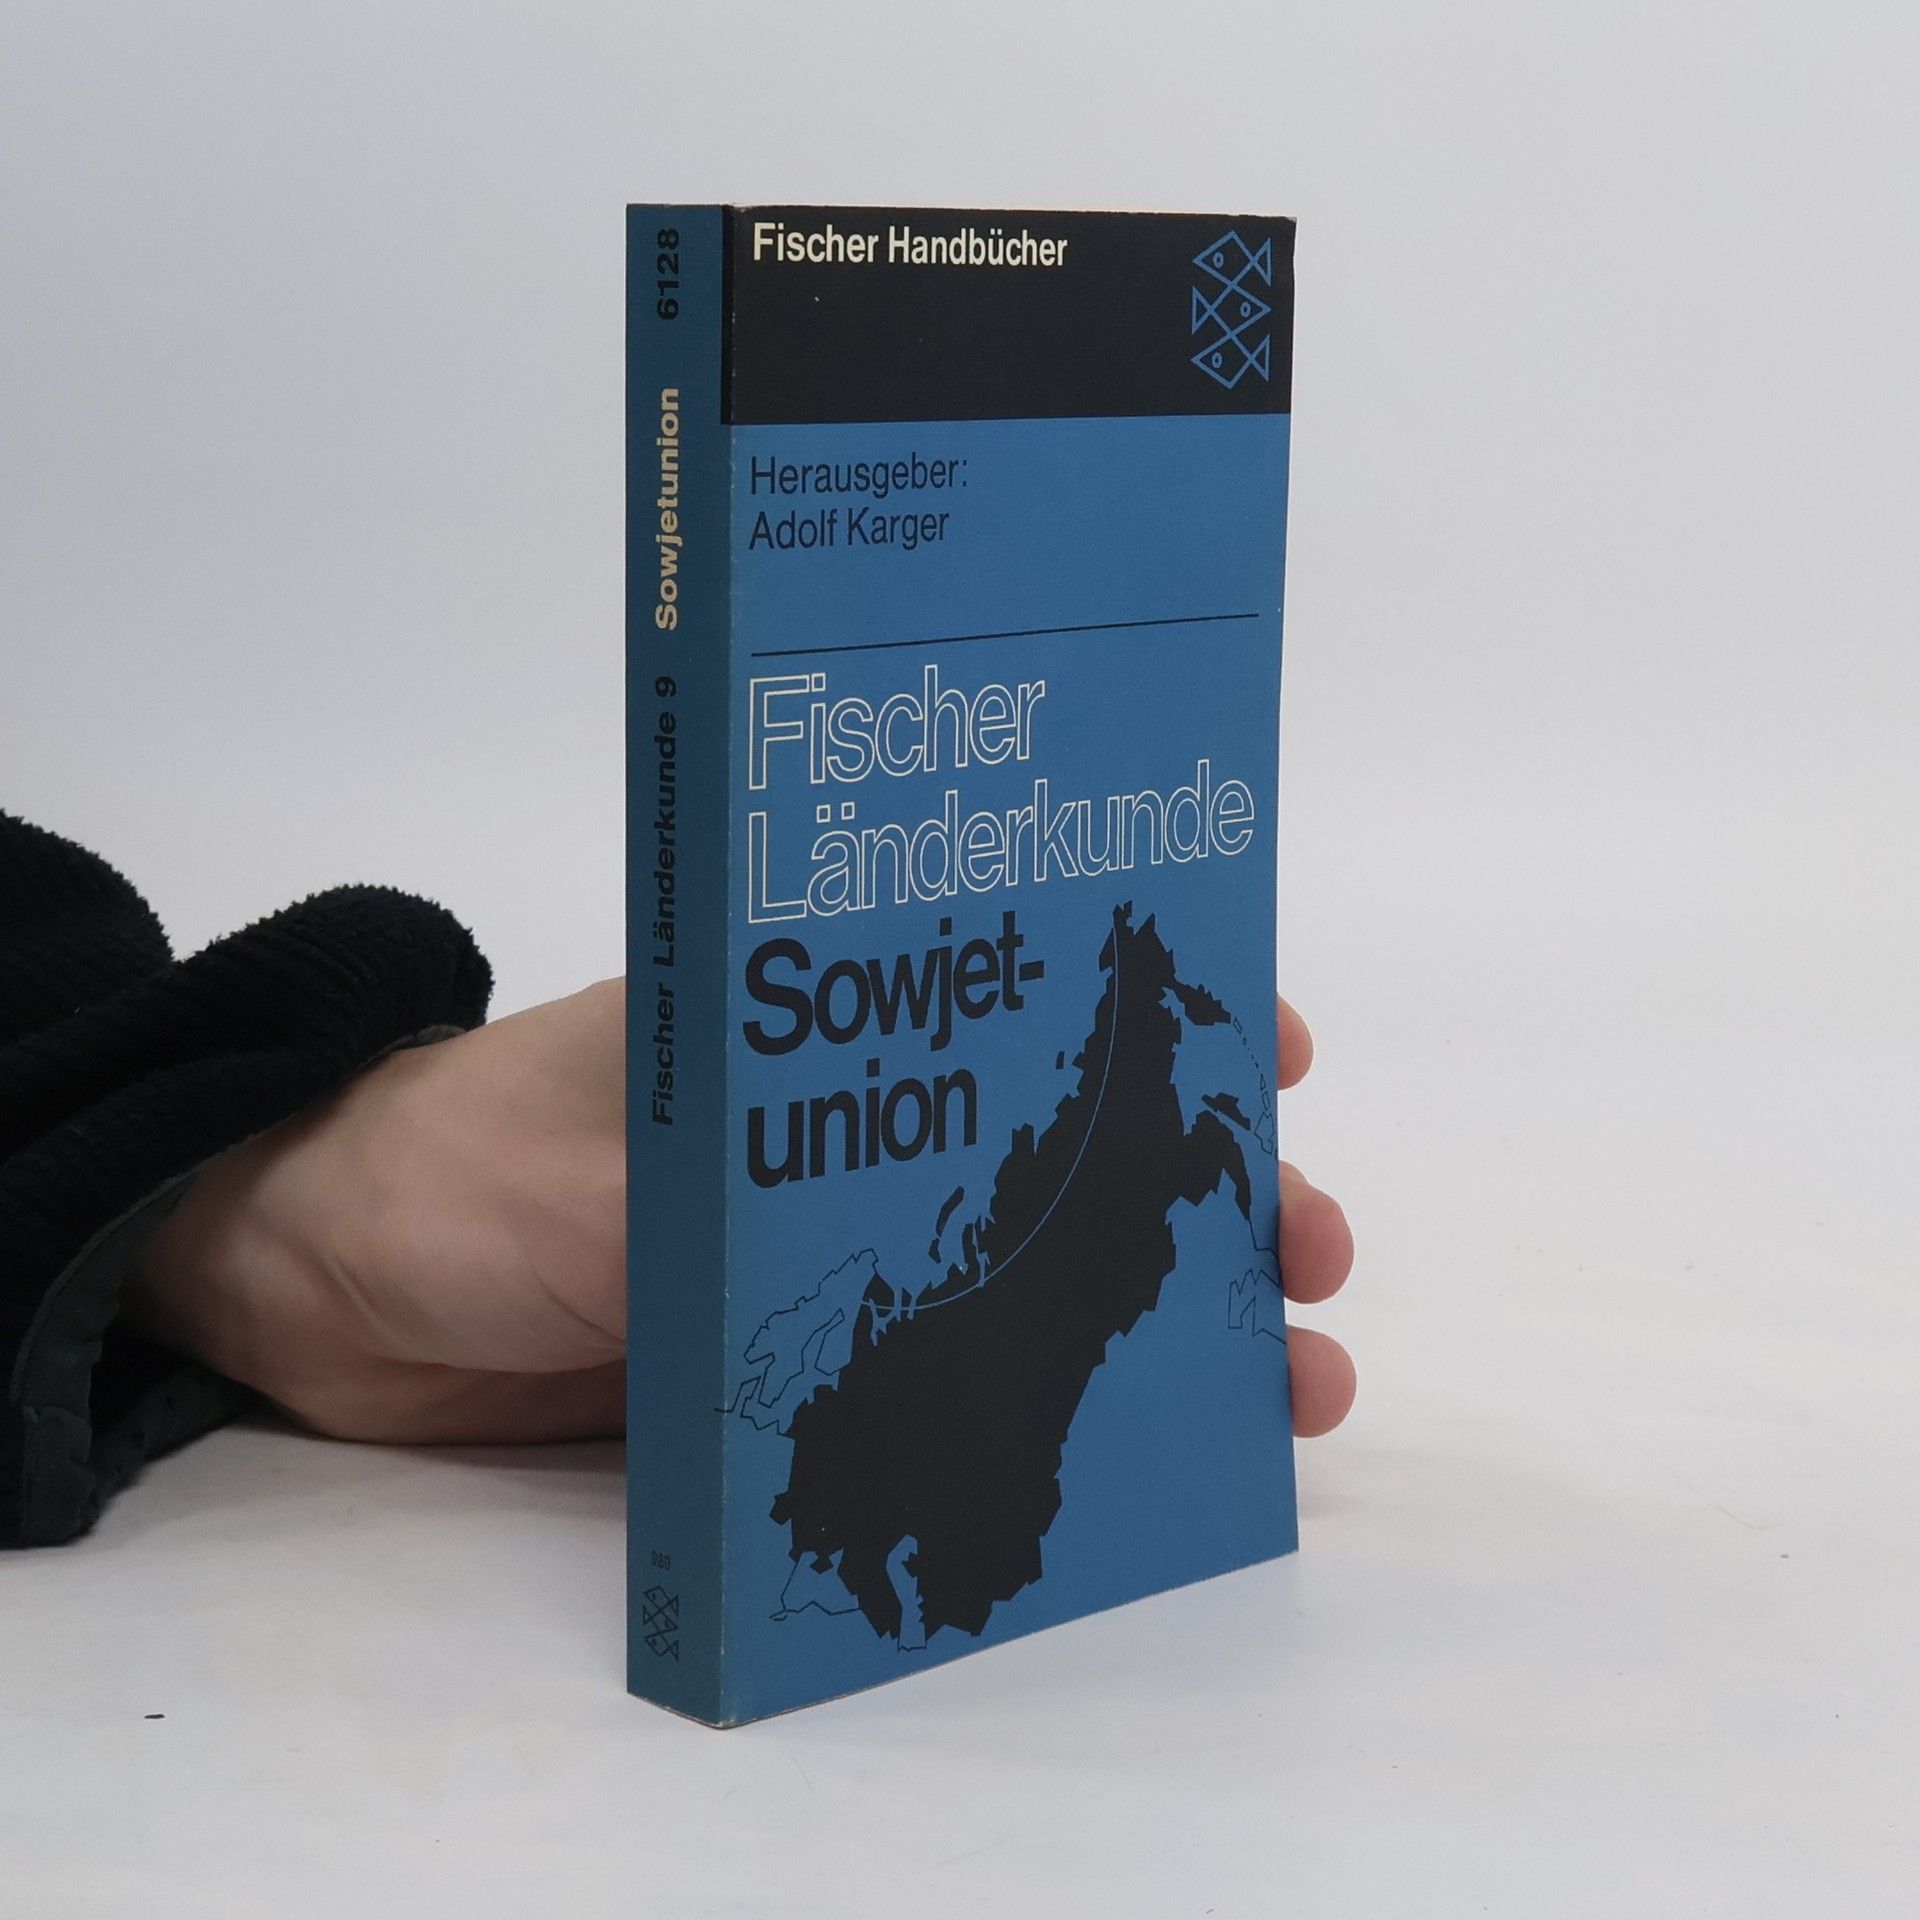 Fischer Handbücher
Herausgeber:
Adolf Karger
Fischer
Länderkunde
Sowjet-
union
Fischer Länderkunde 9 Sowjetunion 6128